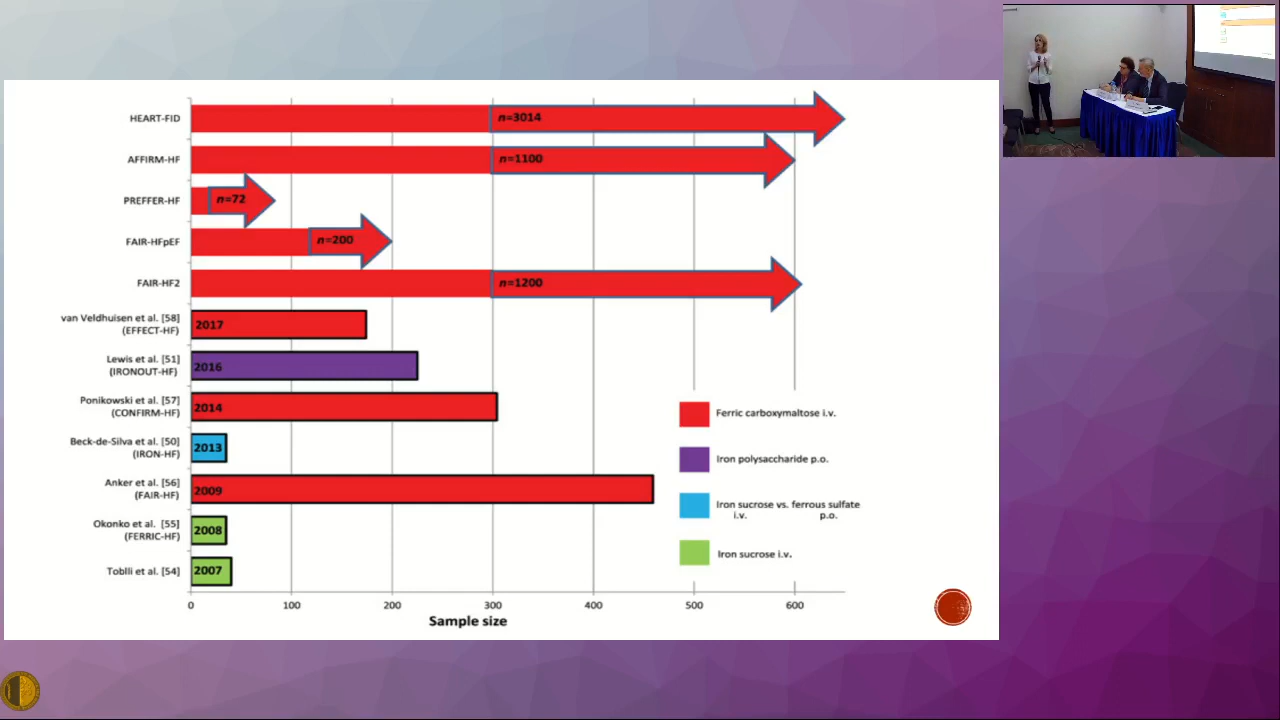 HEART-FID
n=3014
AFFIRM-HF
n=1100
PREFFER-HF
n=72
FAIR-HFpEF
n=200
FAIR-HF2
n=1200
van Veldhuisen et al. [58]
(EFFECT-HF)
2017
Lewis et al. [51]
(IRONOUT-HF)
2016
Ponikowski et al. [57]
(CONFIRM-HF)
2014
Beck-de-Silva et al. [50]
(IRON-HF)
2013
Anker et al. [56]
(FAIR-HF)
2009
Okonko et al. [55]
(FERRIC-HF)
2008
Toblli et al. [54]
2007
0 100 200 300 400 500 600
Sample size
Ferric carboxymaltose i.v.
Iron polysaccharide p.o.
Iron sucrose vs. ferrous sulfate
i.v. p.o.
Iron sucrose i.v.